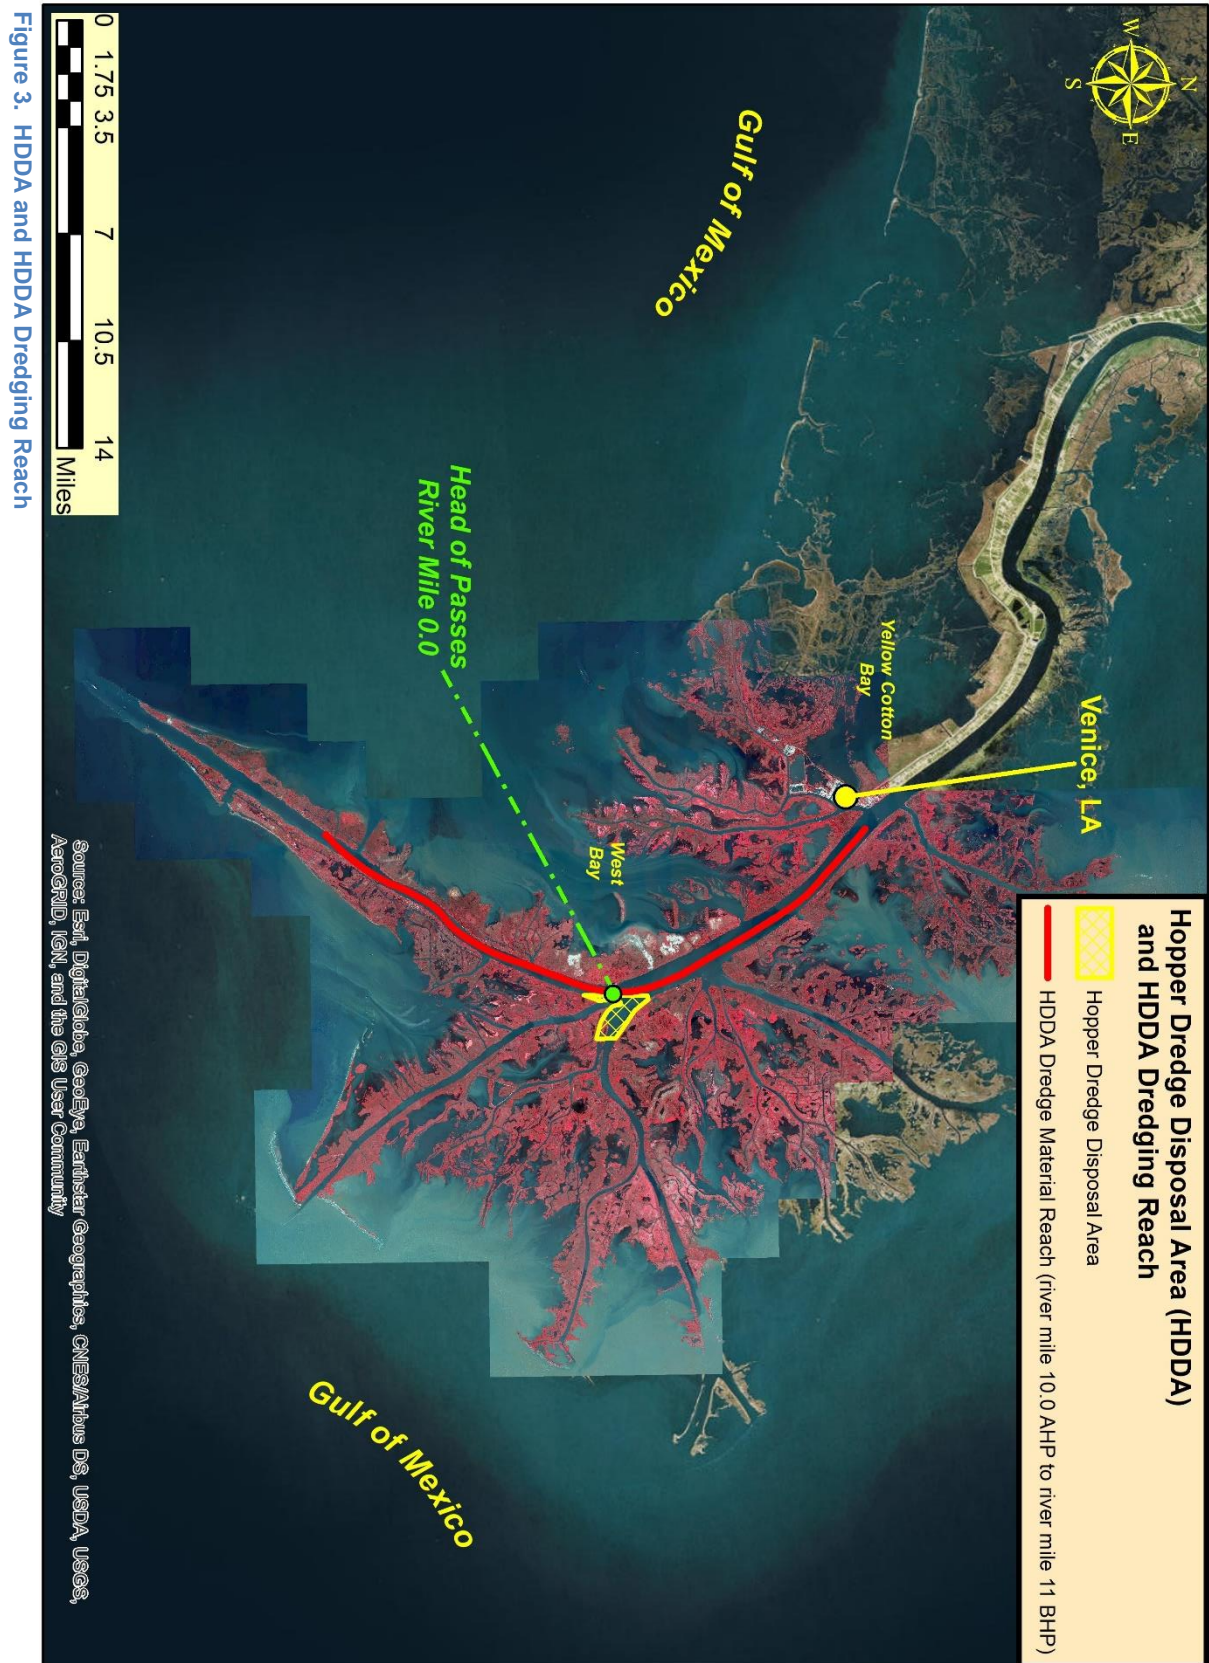 Hopper Dredge Disposal Area (HDDA)
and HDDA Dredging Reach
Hopper Dredge Disposal Area
HDDA Dredge Material Reach (river mile 10.0 AHP to river mile 11 BHP)
N
W
E
S
Venice, LA
Yellow Cotton
Bay
West
Bay
Gulf of Mexico
Head of Passes
River Mile 0.0
Gulf of Mexico
0 1.75 3.5 7 10.5 14
Miles
Source: Esri, DigitalGlobe, GeoEye, Earthstar Geographics, CNES/Airbus DS, USDA, USGS,
AeroGRID, IGN, and the GIS User Community
Figure 3. HDDA and HDDA Dredging Reach